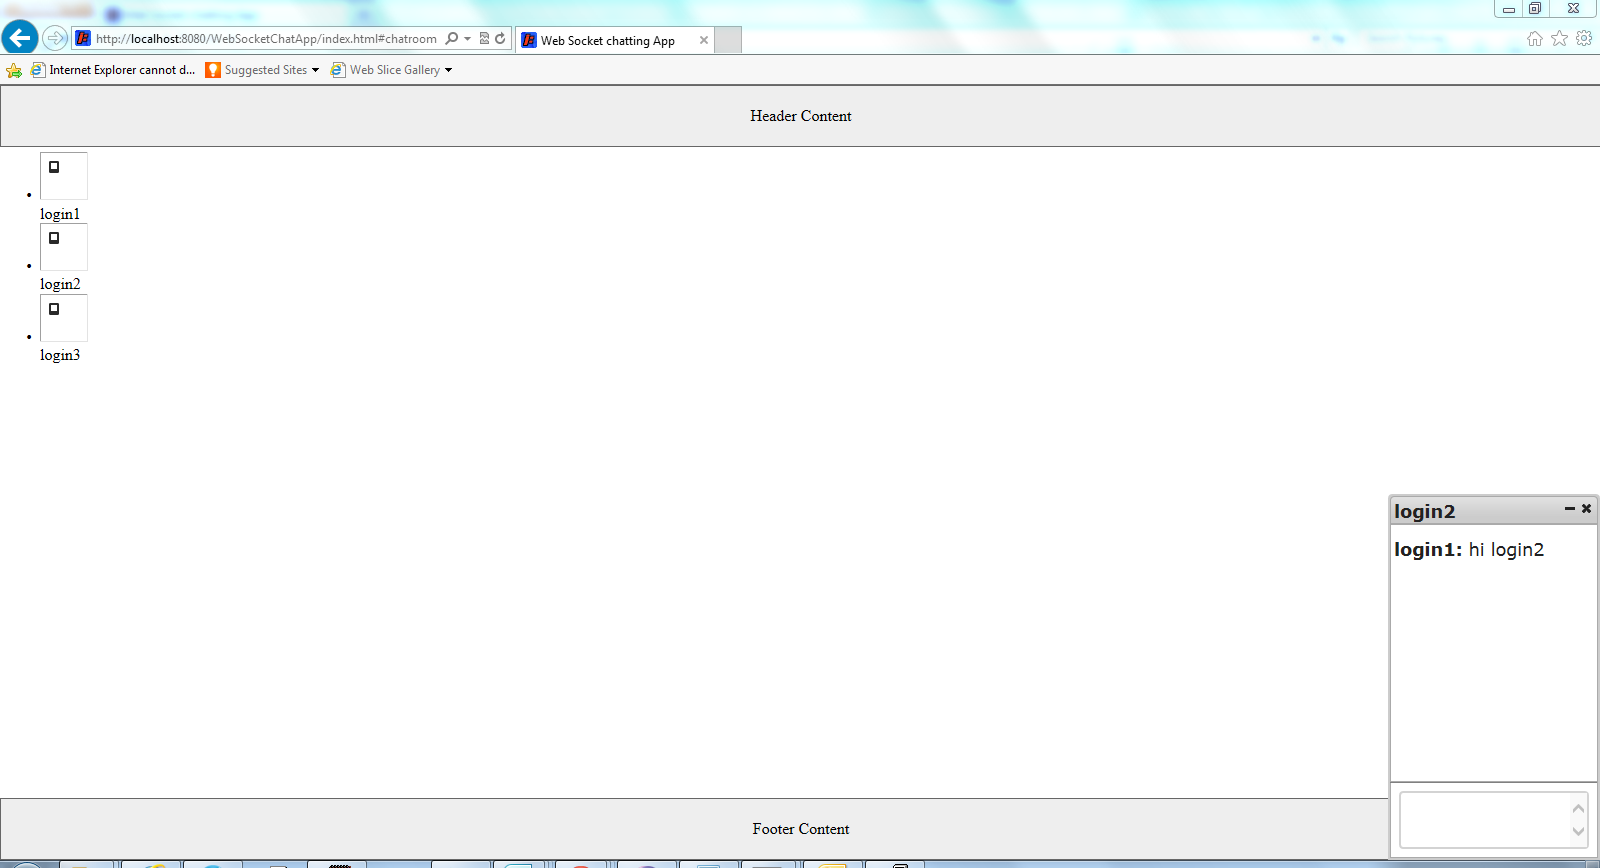 http://localhost:8080/WebSocketChatApp/index.html#chatroom
Web Socket chatting App
Internet Explorer cannot d...
Suggested Sites
Web Slice Gallery
Header Content
login1
login2
login3
login2
login1: hi login2
Footer Content